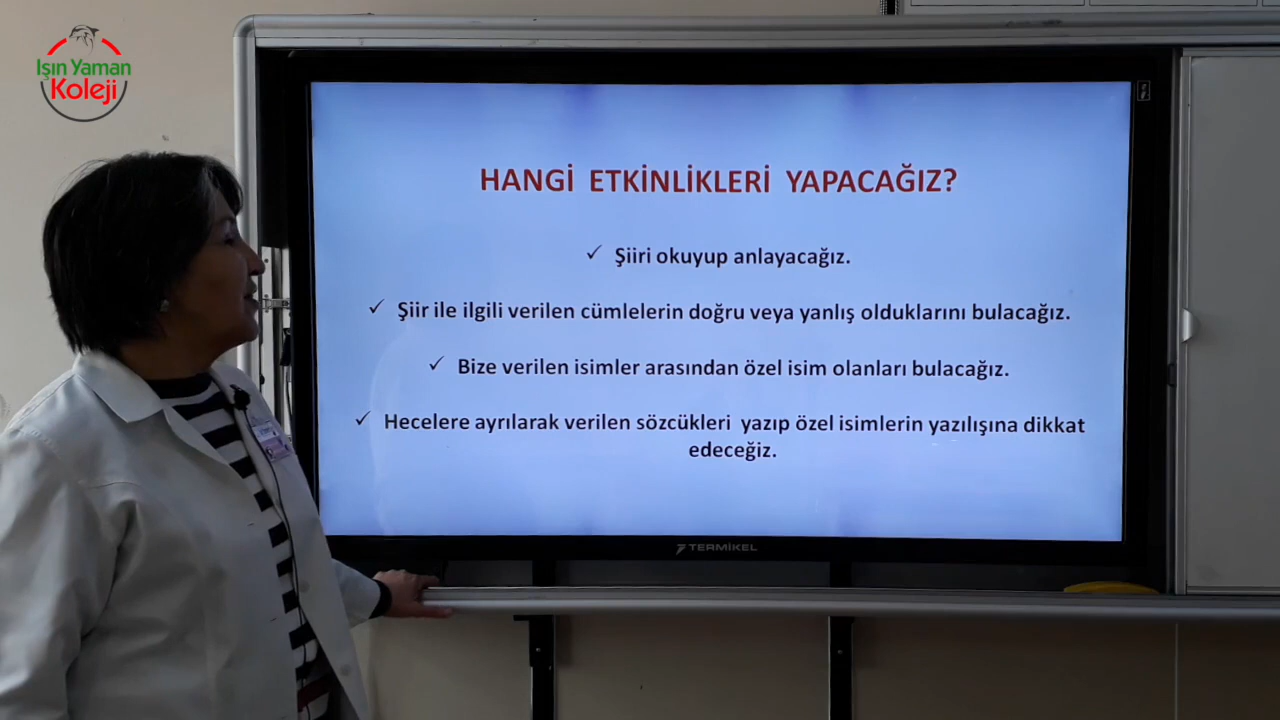 Işın Yaman
Koleji
HANGİ ETKİNLİKLERİ YAPACAĞIZ?
✓ Şiiri okuyup anlayacağız.
✓ Şiir ile ilgili verilen cümlelerin doğru veya yanlış olduklarını bulacağız.
✓ Bize verilen isimler arasından özel isim olanları bulacağız.
✓ Hecelere ayrılarak verilen sözcükleri yazıp özel isimlerin yazılışına dikkat
edeceğiz.
TERMİKEL